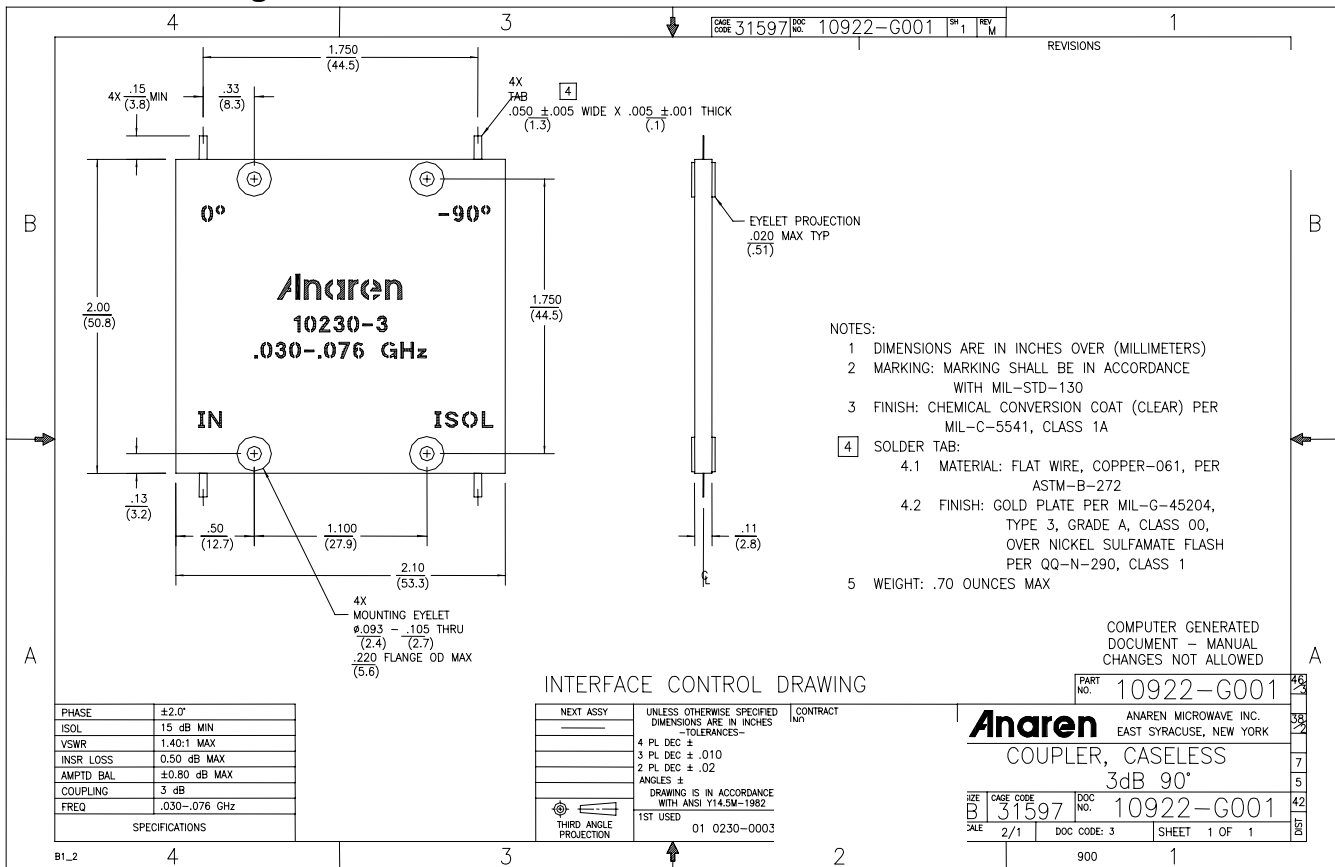 4 3 1
CAGE CODE 31597 DOC NO. 10922-G001 SH 1 REV M
REVISIONS
1.750
(44.5)
4X .15 MIN
(3.8)
.33
(8.3)
4X
TAB 4
.050 ±.005 WIDE X .005 ±.001 THICK
(1.3) (.1)
0° -90°
B B
EYELET PROJECTION
.020 MAX TYP
(.51)
Anaren
10230-3
.030-.076 GHz
2.00
(50.8)
1.750
(44.5)
IN ISOL
.13
(3.2)
.50
(12.7)
1.100
(27.9)
2.10
(53.3)
.11
(2.8)
4X
MOUNTING EYELET
ø.093 - .105 THRU
(2.4) (2.7)
.220 FLANGE OD MAX
(5.6)
NOTES:
1 DIMENSIONS ARE IN INCHES OVER (MILLIMETERS)
2 MARKING: MARKING SHALL BE IN ACCORDANCE
WITH MIL-STD-130
3 FINISH: CHEMICAL CONVERSION COAT (CLEAR) PER
MIL-C-5541, CLASS 1A
4 SOLDER TAB:
4.1 MATERIAL: FLAT WIRE, COPPER-061, PER
ASTM-B-272
4.2 FINISH: GOLD PLATE PER MIL-G-45204,
TYPE 3, GRADE A, CLASS 00,
OVER NICKEL SULFAMATE FLASH
PER QQ-N-290, CLASS 1
5 WEIGHT: .70 OUNCES MAX
COMPUTER GENERATED
DOCUMENT - MANUAL
CHANGES NOT ALLOWED
A A
INTERFACE CONTROL DRAWING
PHASE ±2.0°
ISOL 15 dB MIN
VSWR 1.40:1 MAX
INSR LOSS 0.50 dB MAX
AMPTD BAL ±0.80 dB MAX
COUPLING 3 dB
FREQ .030-.076 GHz
SPECIFICATIONS
NEXT ASSY
THIRD ANGLE
PROJECTION
UNLESS OTHERWISE SPECIFIED
DIMENSIONS ARE IN INCHES
-TOLERANCES-
4 PL DEC ±
3 PL DEC ± .010
2 PL DEC ± .02
ANGLES ±
DRAWING IS IN ACCORDANCE
WITH ANSI Y14.5M-1982
1ST USED
01 0230-0003
CONTRACT
NO.
PART NO. 10922-G001
Anaren
ANAREN MICROWAVE INC.
EAST SYRACUSE, NEW YORK
COUPLER, CASELESS
3dB 90°
B CAGE CODE 31597 DOC NO. 10922-G001
2/1 DOC CODE: 3 SHEET 1 OF 1
7
5
42
DIST
B1_2 4 3 2 900 1